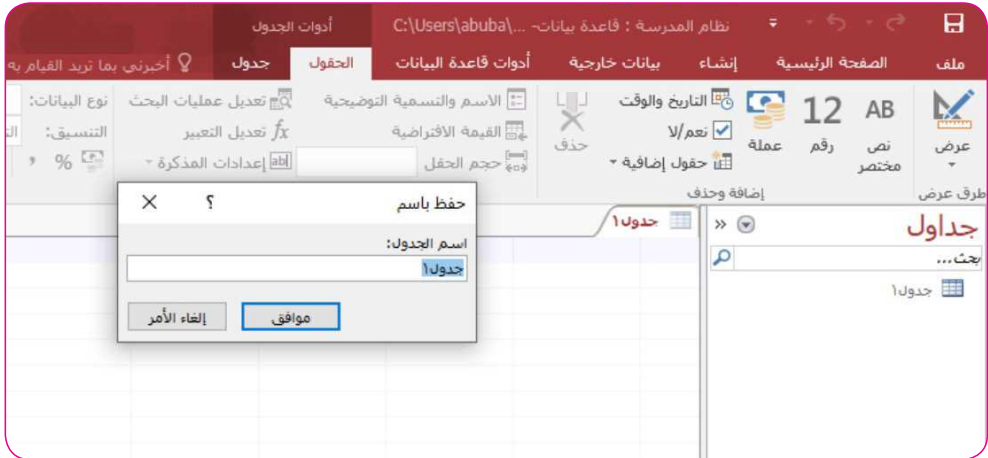 نظام المدرسة : قاعدة بيانات- ...\C:\Users\abuba أدوات الجدول
ملف الصفحة الرئيسية إنشاء بيانات خارجية أدوات قاعدة البيانات الحقول جدول أخبرني بما تريد القيام به
عرض
AB
نص مختصر
12
رقم
عملة
التاريخ والوقت
نعم/لا
حقول إضافية
حذف
الاسم والتسمية التوضيحية
القيمة الافتراضية
حجم الحقل
تعديل عمليات البحث
fx تعديل التعبير
ab إعدادات المذكرة
نوع البيانات:
التنسيق:
% ,
طرق عرض
إضافة وحذف
جداول
بحث...
جدول١
جدول١
حفظ باسم ؟
اسم الجدول:
جدول١
موافق إلغاء الأمر